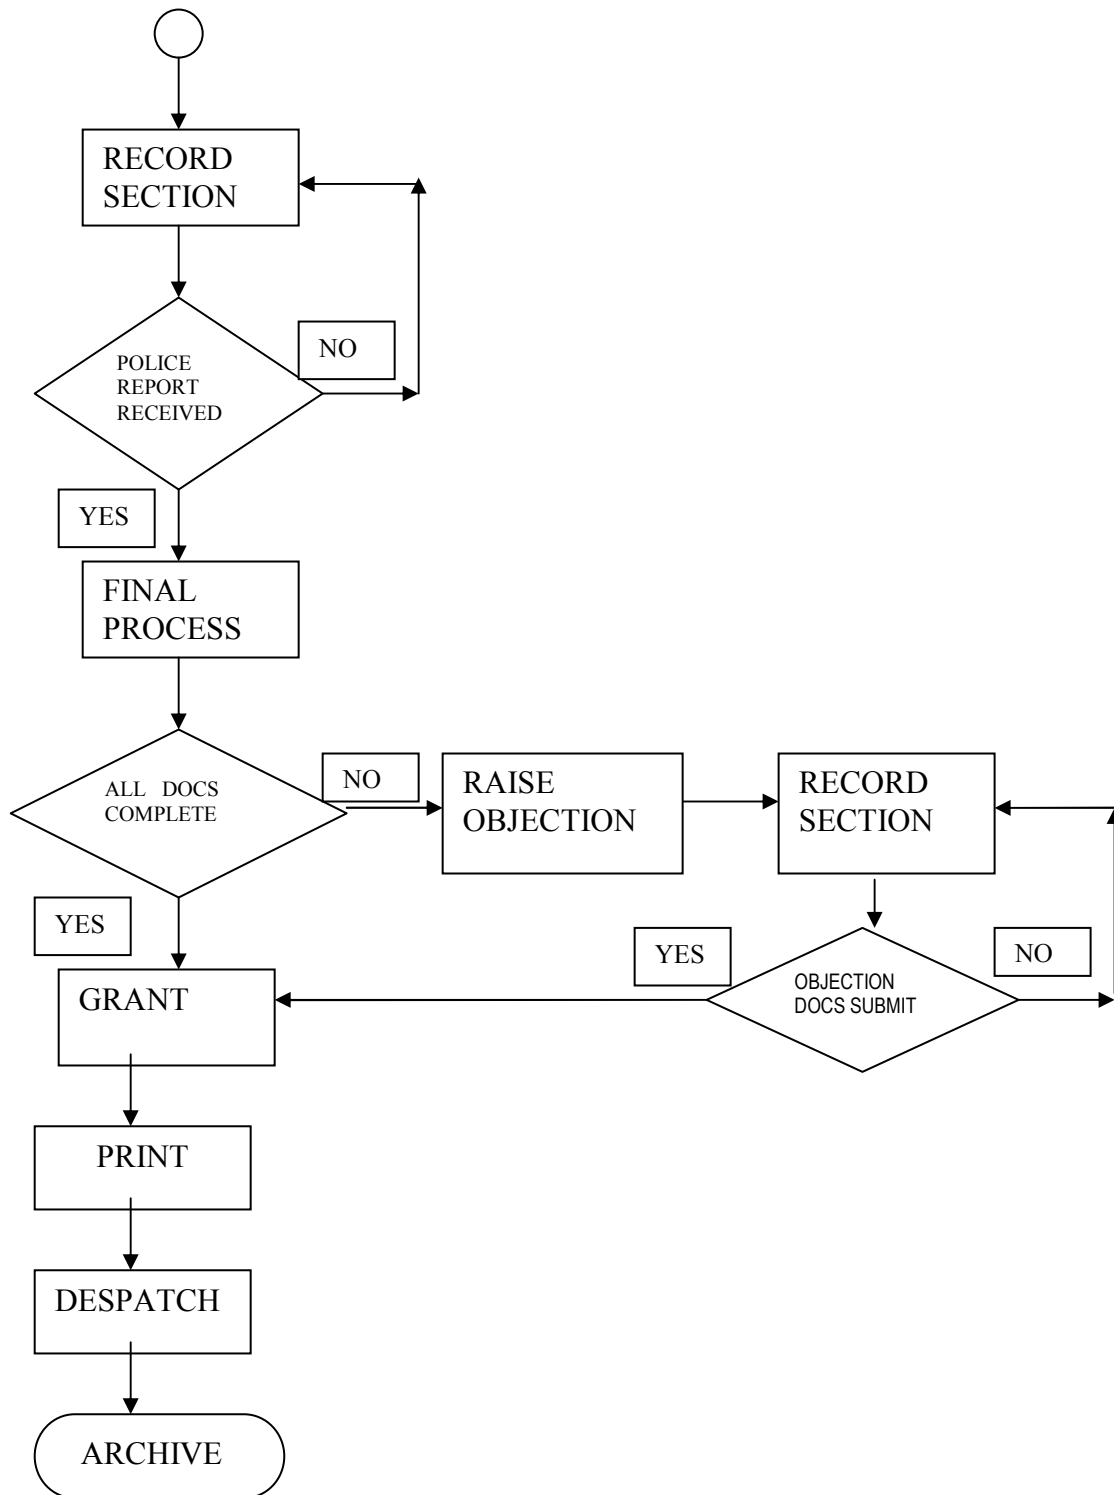 RECORD
SECTION
NO
POLICE
REPORT
RECEIVED
YES
FINAL
PROCESS
ALL DOCS
COMPLETE
NO
RAISE
OBJECTION
RECORD
SECTION
YES
GRANT
YES
OBJECTION
DOCS SUBMIT
NO
PRINT
DESPATCH
ARCHIVE